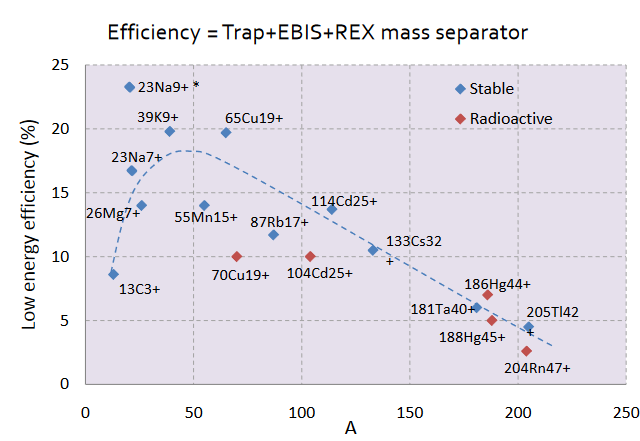 Efficiency = Trap+EBIS+REX mass separator
Low energy efficiency (%)
25
20
15
10
5
0
23Na9+ *
39K9+
65Cu19+
23Na7+
26Mg7+
55Mn15+
87Rb17+
114Cd25+
133Cs32
+
13C3+
70Cu19+
104Cd25+
186Hg44+
181Ta40+
205Tl42
+
188Hg45+
204Rn47+
Stable
Radioactive
0
50
100
150
200
250
A